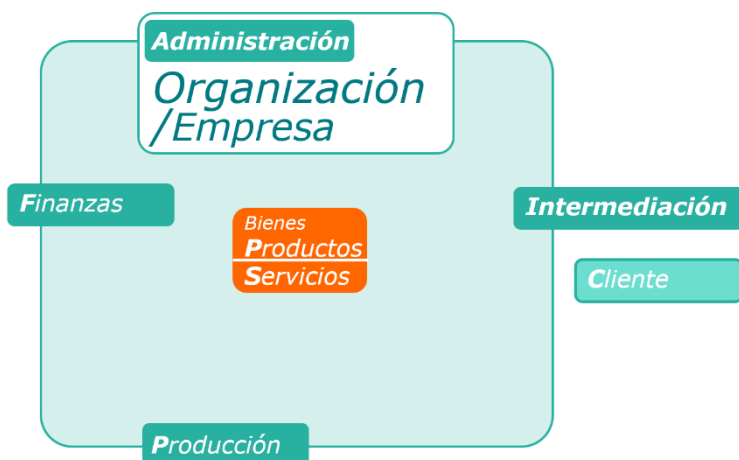 Administración
Organización
/Empresa
Finanzas
Intermediación
Bienes
Productos
Servicios
Cliente
Producción